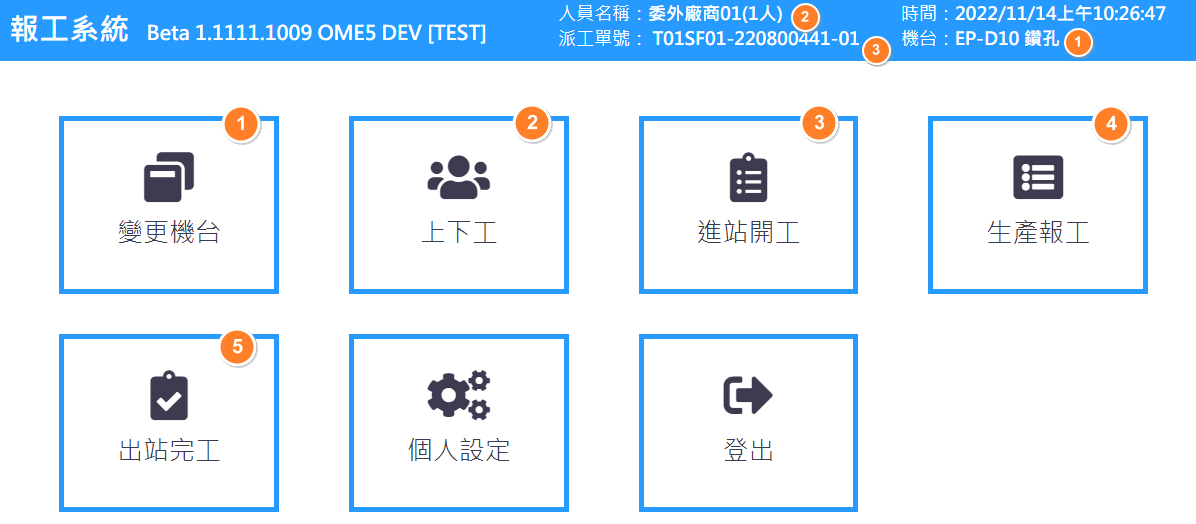 報工系統 Beta 1.1111.1009 OME5 DEV [TEST]
人員名稱：委外廠商01(1人) 2
時間：2022/11/14上午10:26:47
派工單號： T01SF01-220800441-01 3
機台：EP-D10 鑽孔 1
1
變更機台
2
上下工
3
進站開工
4
生產報工
5
出站完工
個人設定
登出